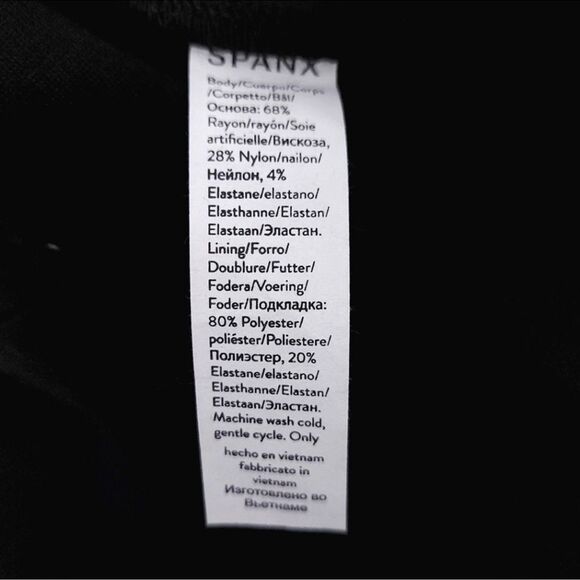 SPANX
Body/Cuerpo/Corps
/Corpetto/Bål/
Основа: 68%
Rayon/rayón/Soie
artificielle/Вискоза,
28% Nylon/nailon/
Нейлон, 4%
Elastane/elastano/
Elasthanne/Elastan/
Elastaan/Эластан.
Lining/Forro/
Doublure/Futter/
Fodera/Voering/
Foder/Подкладка:
80% Polyester/
poliéster/Poliestere/
Полиэстер, 20%
Elastane/elastano/
Elasthanne/Elastan/
Elastaan/Эластан.
Machine wash cold,
gentle cycle. Only
hecho en vietnam
fabbricato in
vietnam
Изготовлено во
Вьетнаме